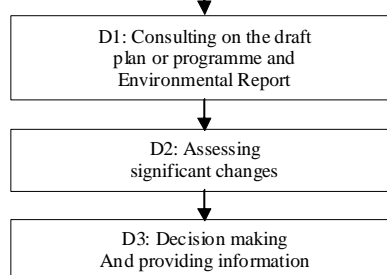 D1: Consulting on the draft
plan or programme and
Environmental Report
D2: Assessing
significant changes
D3: Decision making
And providing information